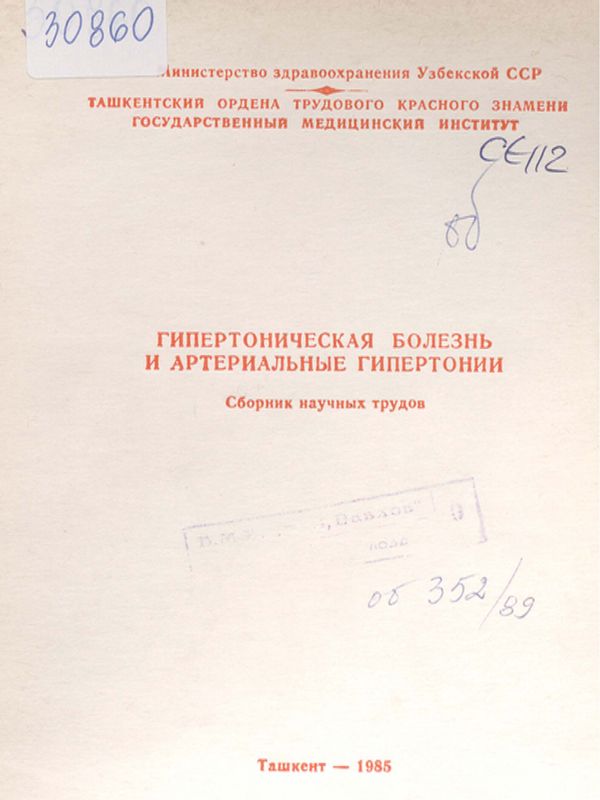 30860
Министерство здравоохранения Узбекской ССР
ТАШКЕНТСКИЙ ОРДЕНА ТРУДОВОГО КРАСНОГО ЗНАМЕНИ
ГОСУДАРСТВЕННЫЙ МЕДИЦИНСКИЙ ИНСТИТУТ
СЕ112
ГИПЕРТОНИЧЕСКАЯ БОЛЕЗНЬ
И АРТЕРИАЛЬНЫЕ ГИПЕРТОНИИ
Сборник научных трудов
„Павлов"
об 352/89
Ташкент — 1985